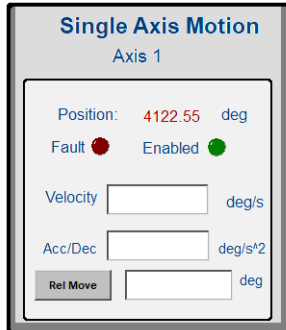 Single Axis Motion
Axis 1
Position: 4122.55 deg
Fault Enabled
Velocity deg/s
Acc/Dec deg/s^2
Rel Move deg